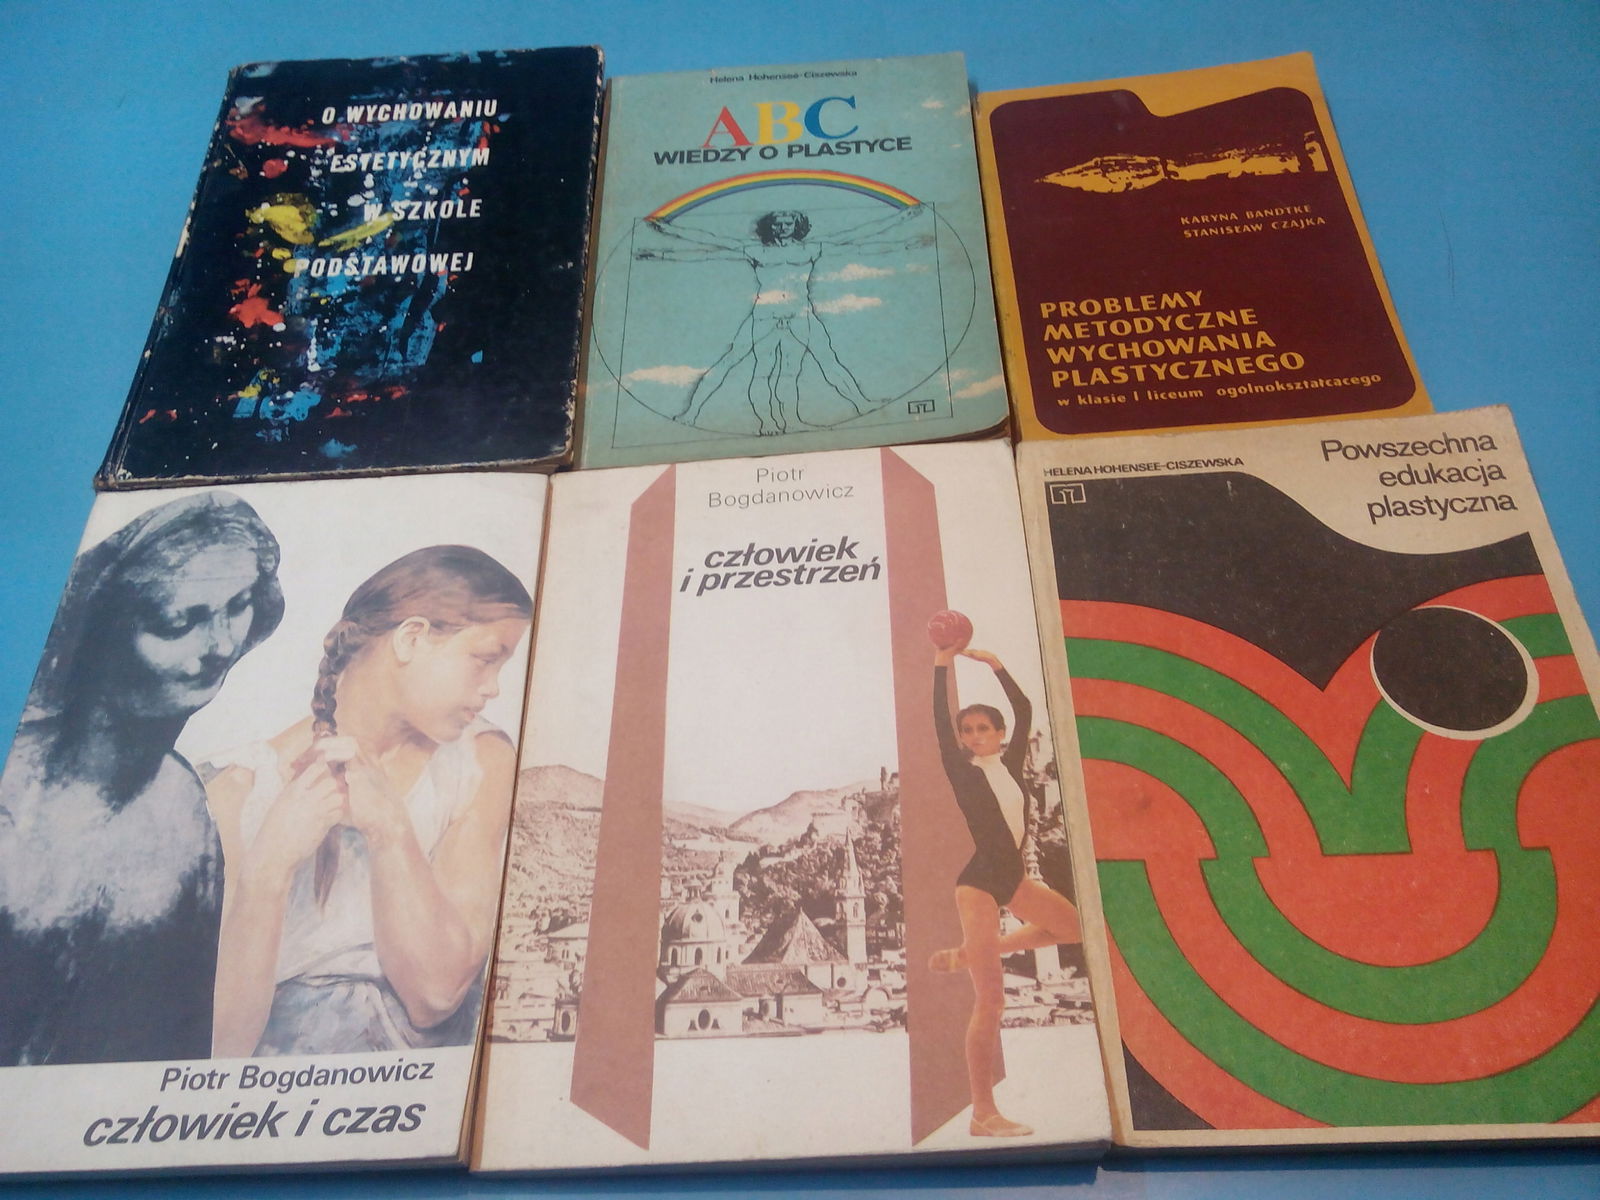 O WYCHOWANIU
ESTETYCZNYM
W SZKOLE
PODSTAWOWEJ
Helena Hohensee-Ciszewska
ABC
WIEDZY O PLASTYCE
KARYNA BANDTKE
STANISŁAW CZAJKA
PROBLEMY
METODYCZNE
WYCHOWANIA
PLASTYCZNEGO
w klasie I liceum ogólnokształcącego
Piotr Bogdanowicz
człowiek i czas
Piotr
Bogdanowicz
człowiek
i przestrzeń
HELENA HOHENSEE-CISZEWSKA
Powszechna
edukacja
plastyczna